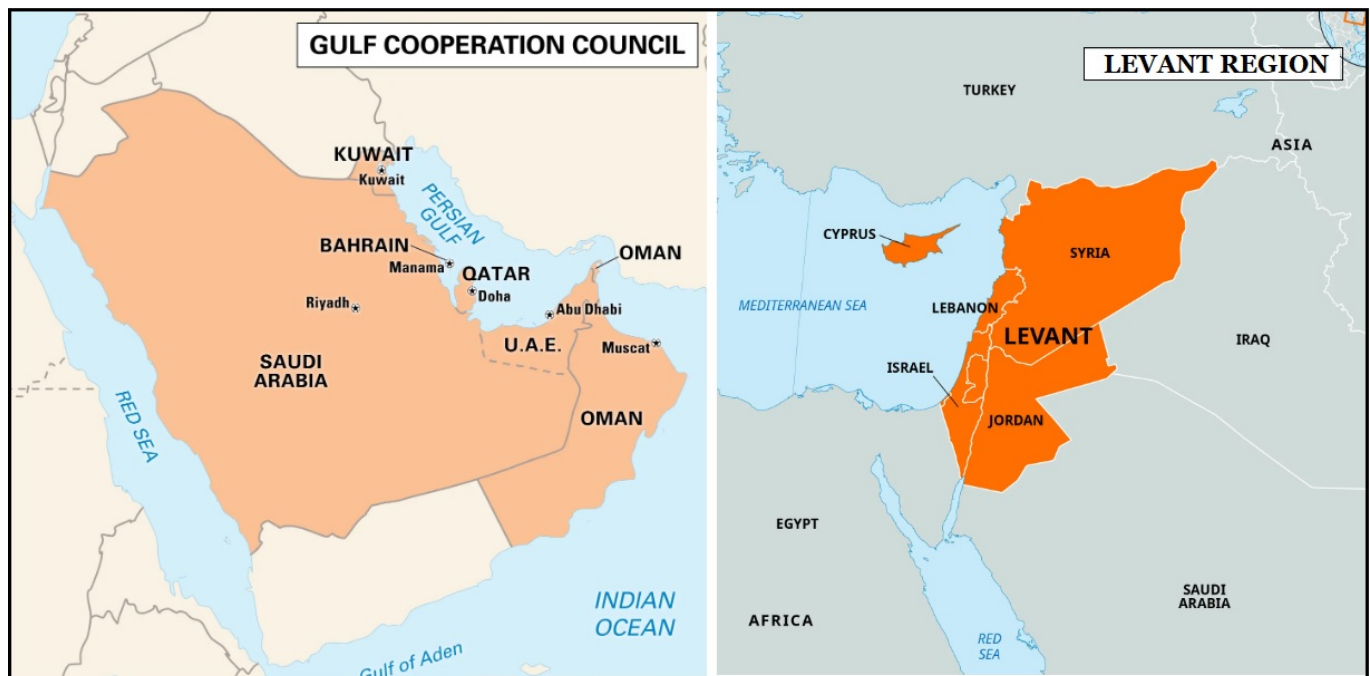 GULF COOPERATION COUNCIL
KUWAIT
Kuwait
PERSIAN
GULF
BAHRAIN
Manama
QATAR
Doha
OMAN
Riyadh
Abu Dhabi
U.A.E.
Muscat
SAUDI
ARABIA
OMAN
RED SEA
INDIAN
OCEAN
Gulf of Aden
LEVANT REGION
TURKEY
ASIA
CYPRUS
SYRIA
MEDITERRANEAN SEA
LEBANON
LEVANT
IRAQ
ISRAEL
JORDAN
EGYPT
SAUDI
ARABIA
AFRICA
RED
SEA